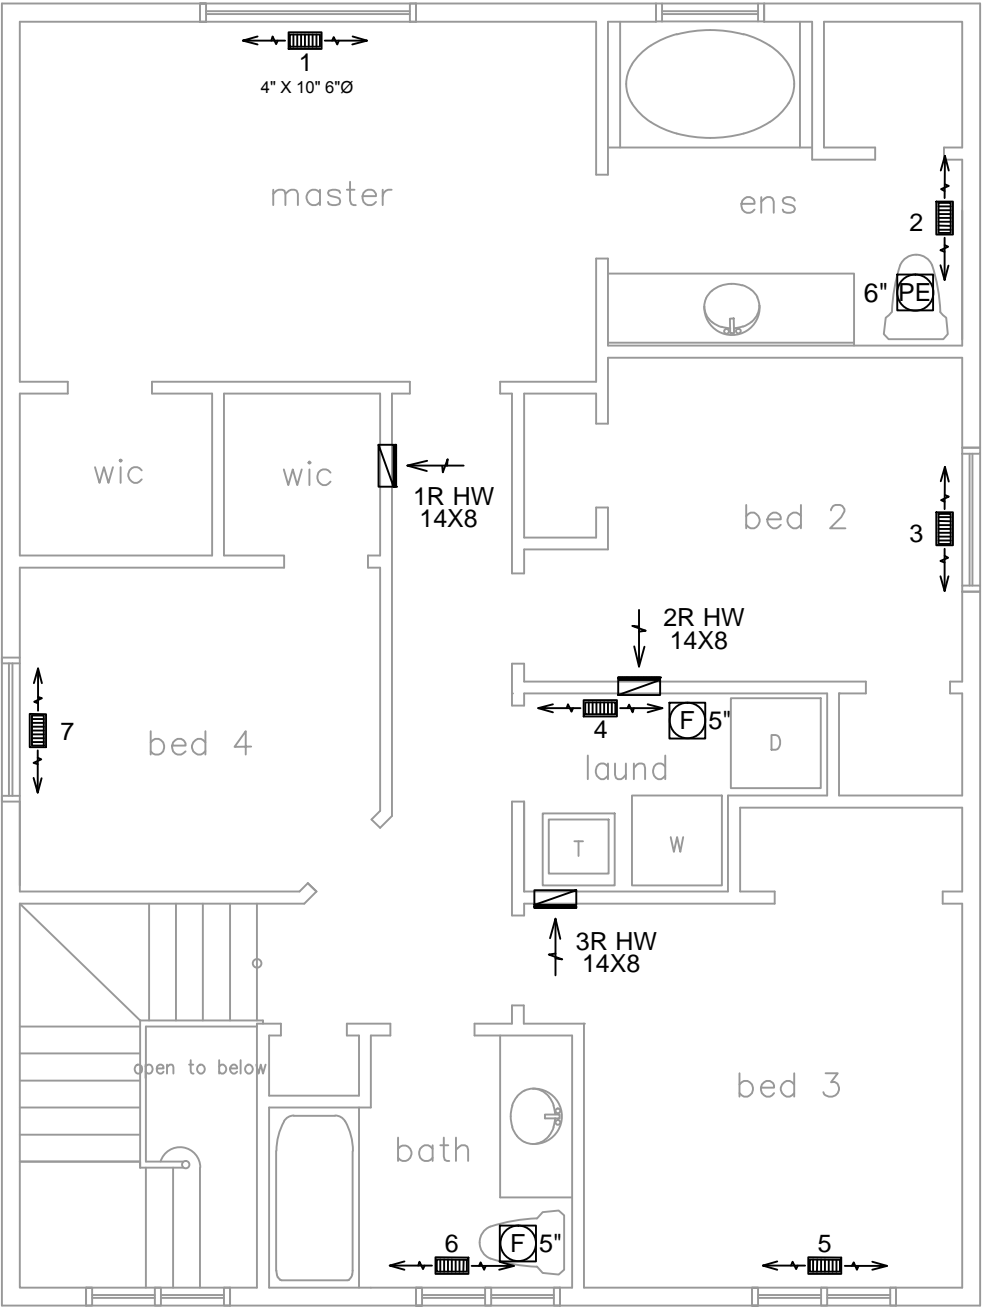 1
4" X 10" 6"Ø
master
ens
2
6" PE
wic
wic
1R HW
14X8
bed 2
3
2R HW
14X8
4
F 5"
7
bed 4
laund
D
T
W
3R HW
14X8
open to below
bed 3
bath
6
F 5"
5